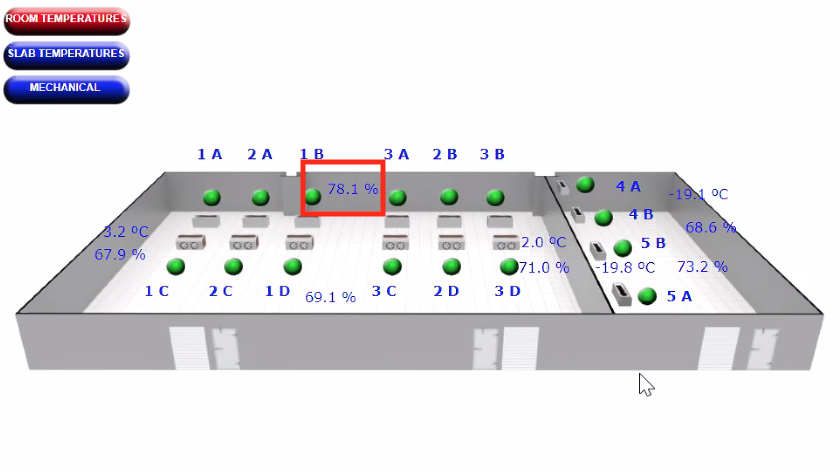 ROOM TEMPERATURES
SLAB TEMPERATURES
MECHANICAL
1 A 2 A 1 B 3 A 2 B 3 B
78.1 %
4 A
-19.1 ºC
4 B
68.6 %
3.2 ºC
2.0 ºC
5 B
67.9 %
71.0 %
-19.8 ºC
73.2 %
1 C 2 C 1 D 69.1 % 3 C 2 D 3 D
5 A